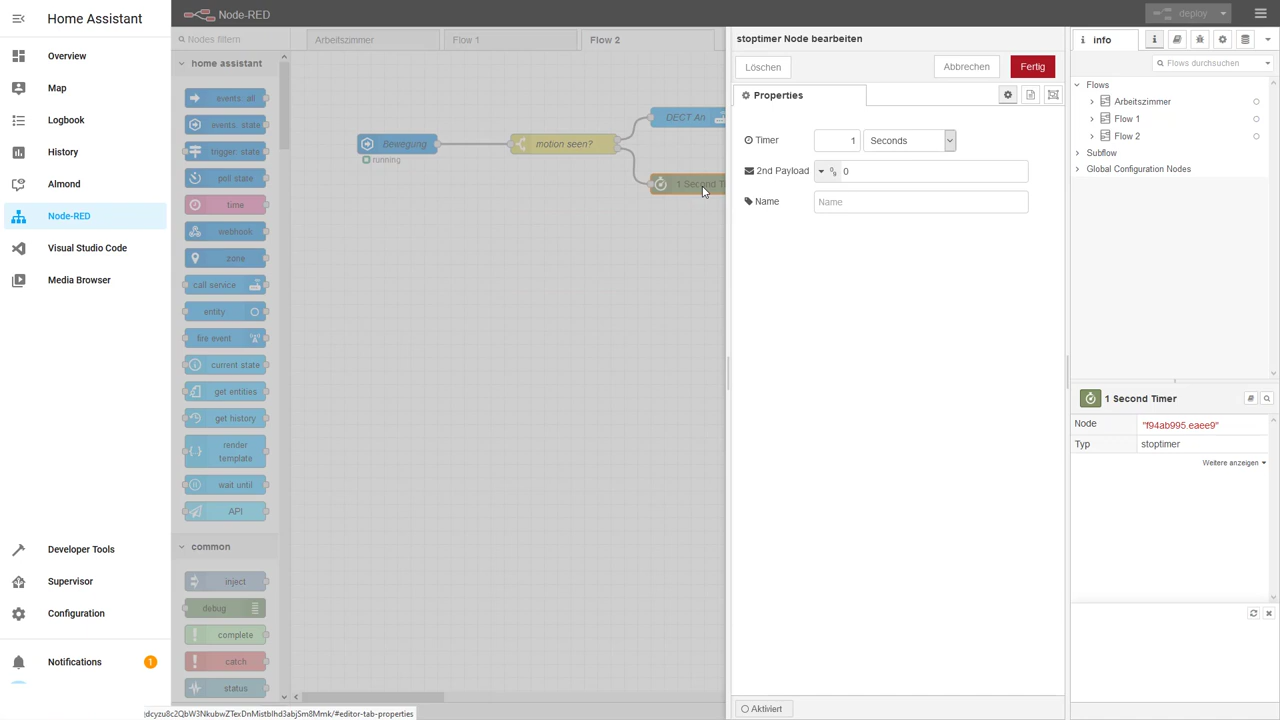 Home Assistant
Overview
Map
Logbook
History
Almond
Node-RED
Visual Studio Code
Media Browser
Developer Tools
Supervisor
Configuration
Notifications
1
Node-RED
deploy
Nodes filtern
home assistant
events: all
events: state
trigger: state
poll state
time
webhook
zone
call service
entity
fire event
current state
get entities
get history
render
template
wait until
API
common
inject
debug
complete
catch
status
Arbeitszimmer
Flow 1
Flow 2
Bewegung
running
motion seen?
DECT An
1 Second Ti
stoptimer Node bearbeiten
Löschen
Abbrechen
Fertig
Properties
Timer
1
Seconds
2nd Payload
0
Name
Name
Aktiviert
info
Flows durchsuchen
Flows
Arbeitszimmer
Flow 1
Flow 2
Subflow
Global Configuration Nodes
1 Second Timer
Node
"f94ab995.eaee9"
Typ
stoptimer
Weitere anzeigen